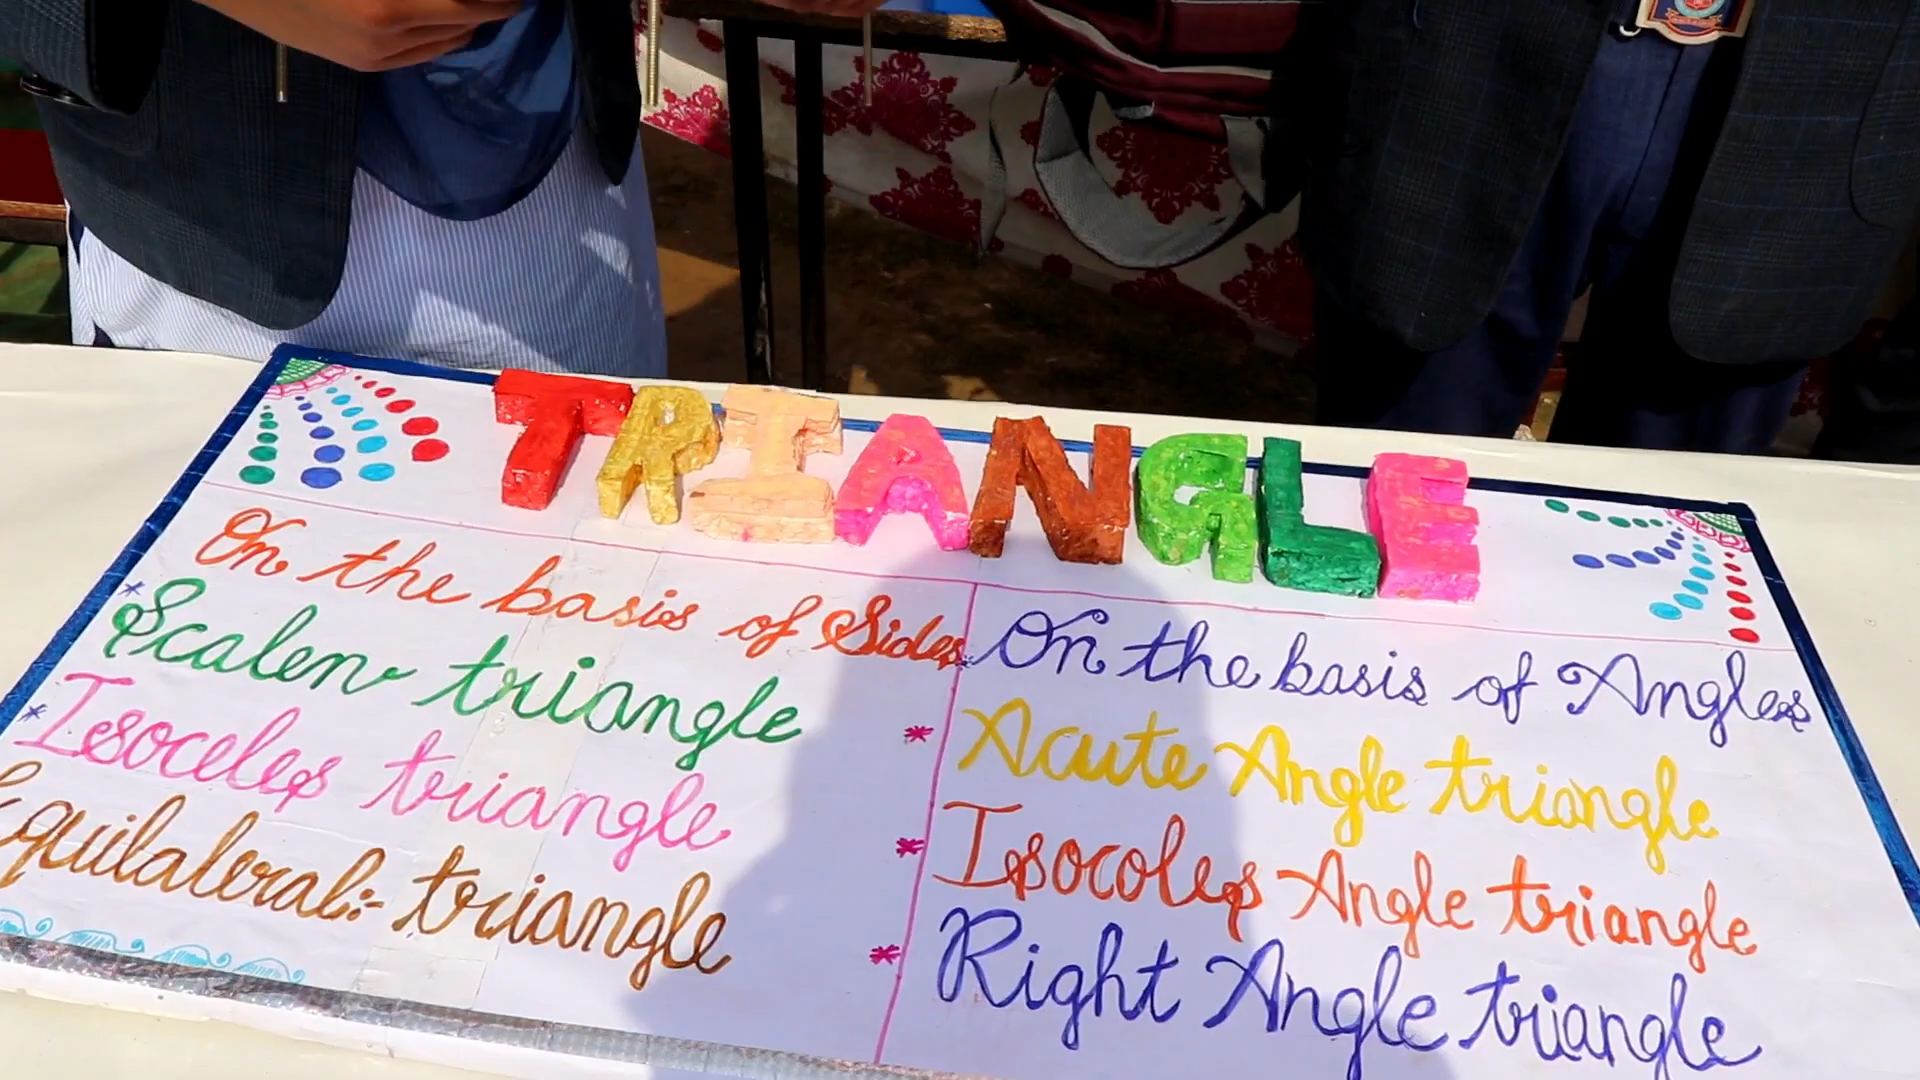 TRIANGLE
On the basis of Sides
Scalen triangle
Isoceles triangle
Equilateral:- triangle
On the basis of Angles
Acute Angle triangle
Isocoles Angle triangle
Right Angle triangle